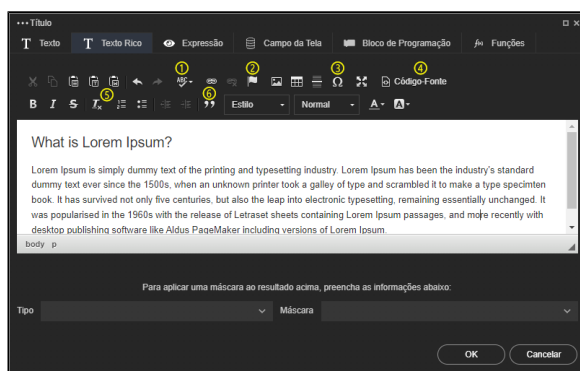 Título
T Texto T Texto Rico Expressão Campo da Tela Bloco de Programação f(x) Funções
1 2 3 4
ABC Ω Código-Fonte
5 6
B I S Tx Estilo Normal A A
What is Lorem Ipsum?
Lorem Ipsum is simply dummy text of the printing and typesetting industry. Lorem Ipsum has been the industry's standard
dummy text ever since the 1500s, when an unknown printer took a galley of type and scrambled it to make a type specimten
book. It has survived not only five centuries, but also the leap into electronic typesetting, remaining essentially unchanged. It
was popularised in the 1960s with the release of Letraset sheets containing Lorem Ipsum passages, and more recently with
desktop publishing software like Aldus PageMaker including versions of Lorem Ipsum.
body p
Para aplicar uma máscara ao resultado acima, preencha as informações abaixo:
Tipo Máscara
OK Cancelar